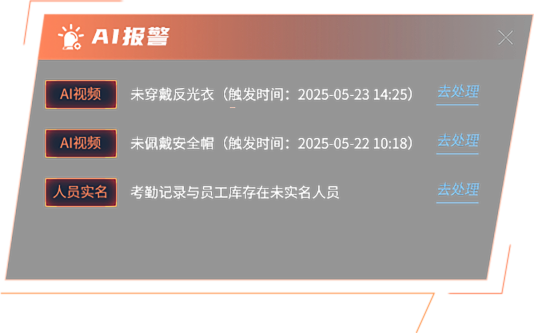 AI报警
AI视频 未穿戴反光衣（触发时间：2025-05-23 14:25） 去处理
AI视频 未佩戴安全帽（触发时间：2025-05-22 10:18） 去处理
人员实名 考勤记录与员工库存在未实名人员 去处理